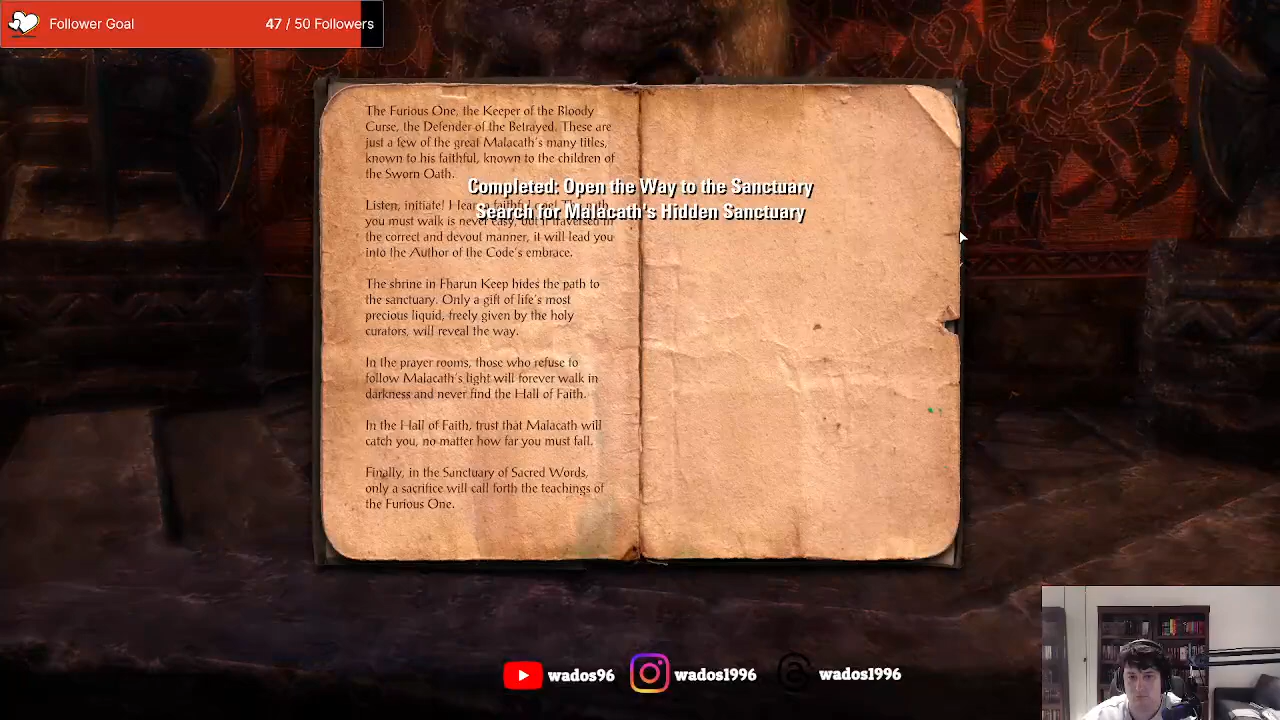 Follower Goal
47 / 50 Followers
The Furious One, the Keeper of the Bloody
Curse, the Defender of the Betrayed. These are
just a few of the great Malacath's many titles,
known to his faithful, known to the children of
the Sworn Oath.
Completed: Open the Way to the Sanctuary
Search for Malacath's Hidden Sanctuary
Listen, initiate! Hear
you must walk is never easy, but if traversed in
the correct and devout manner, it will lead you
into the Author of the Code's embrace.
The shrine in Fharun Keep hides the path to
the sanctuary. Only a gift of life's most
precious liquid, freely given by the holy
curators, will reveal the way.
In the prayer rooms, those who refuse to
follow Malacath's light will forever walk in
darkness and never find the Hall of Faith.
In the Hall of Faith, trust that Malacath will
catch you, no matter how far you must fall.
Finally, in the Sanctuary of Sacred Words,
only a sacrifice will call forth the teachings of
the Furious One.
wados96
wados1996
wados1996